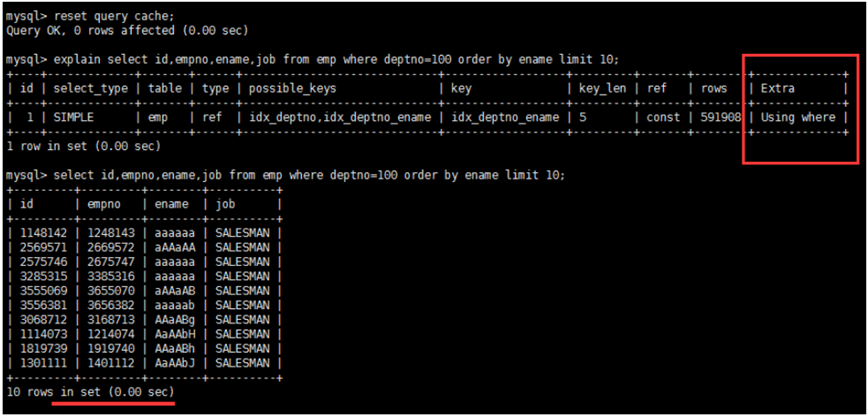 mysql> reset query cache;
Query OK, 0 rows affected (0.00 sec)
mysql> explain select id,empno,ename,job from emp where deptno=100 order by ename limit 10;
+----+-------------+-------+------+-----------------------------+------------------+---------+-------+--------+-------------+
| id | select_type | table | type | possible_keys | key | key_len | ref | rows | Extra |
+----+-------------+-------+------+-----------------------------+------------------+---------+-------+--------+-------------+
| 1 | SIMPLE | emp | ref | idx_deptno,idx_deptno_ename | idx_deptno_ename | 5 | const | 591908 | Using where |
+----+-------------+-------+------+-----------------------------+------------------+---------+-------+--------+-------------+
1 row in set (0.00 sec)
mysql> select id,empno,ename,job from emp where deptno=100 order by ename limit 10;
+---------+---------+--------+----------+
| id | empno | ename | job |
+---------+---------+--------+----------+
| 1148142 | 1248143 | aaaaaa | SALESMAN |
| 2569571 | 2669572 | aAAaAA | SALESMAN |
| 2575746 | 2675747 | aaaaaa | SALESMAN |
| 3285315 | 3385316 | aaaaaa | SALESMAN |
| 3555069 | 3655070 | aAAaAB | SALESMAN |
| 3556381 | 3656382 | aaaaab | SALESMAN |
| 3068712 | 3168713 | AAaABg | SALESMAN |
| 1114073 | 1214074 | AaAAbH | SALESMAN |
| 1819739 | 1919740 | AAaABh | SALESMAN |
| 1301111 | 1401112 | AaAAbJ | SALESMAN |
+---------+---------+--------+----------+
10 rows in set (0.00 sec)